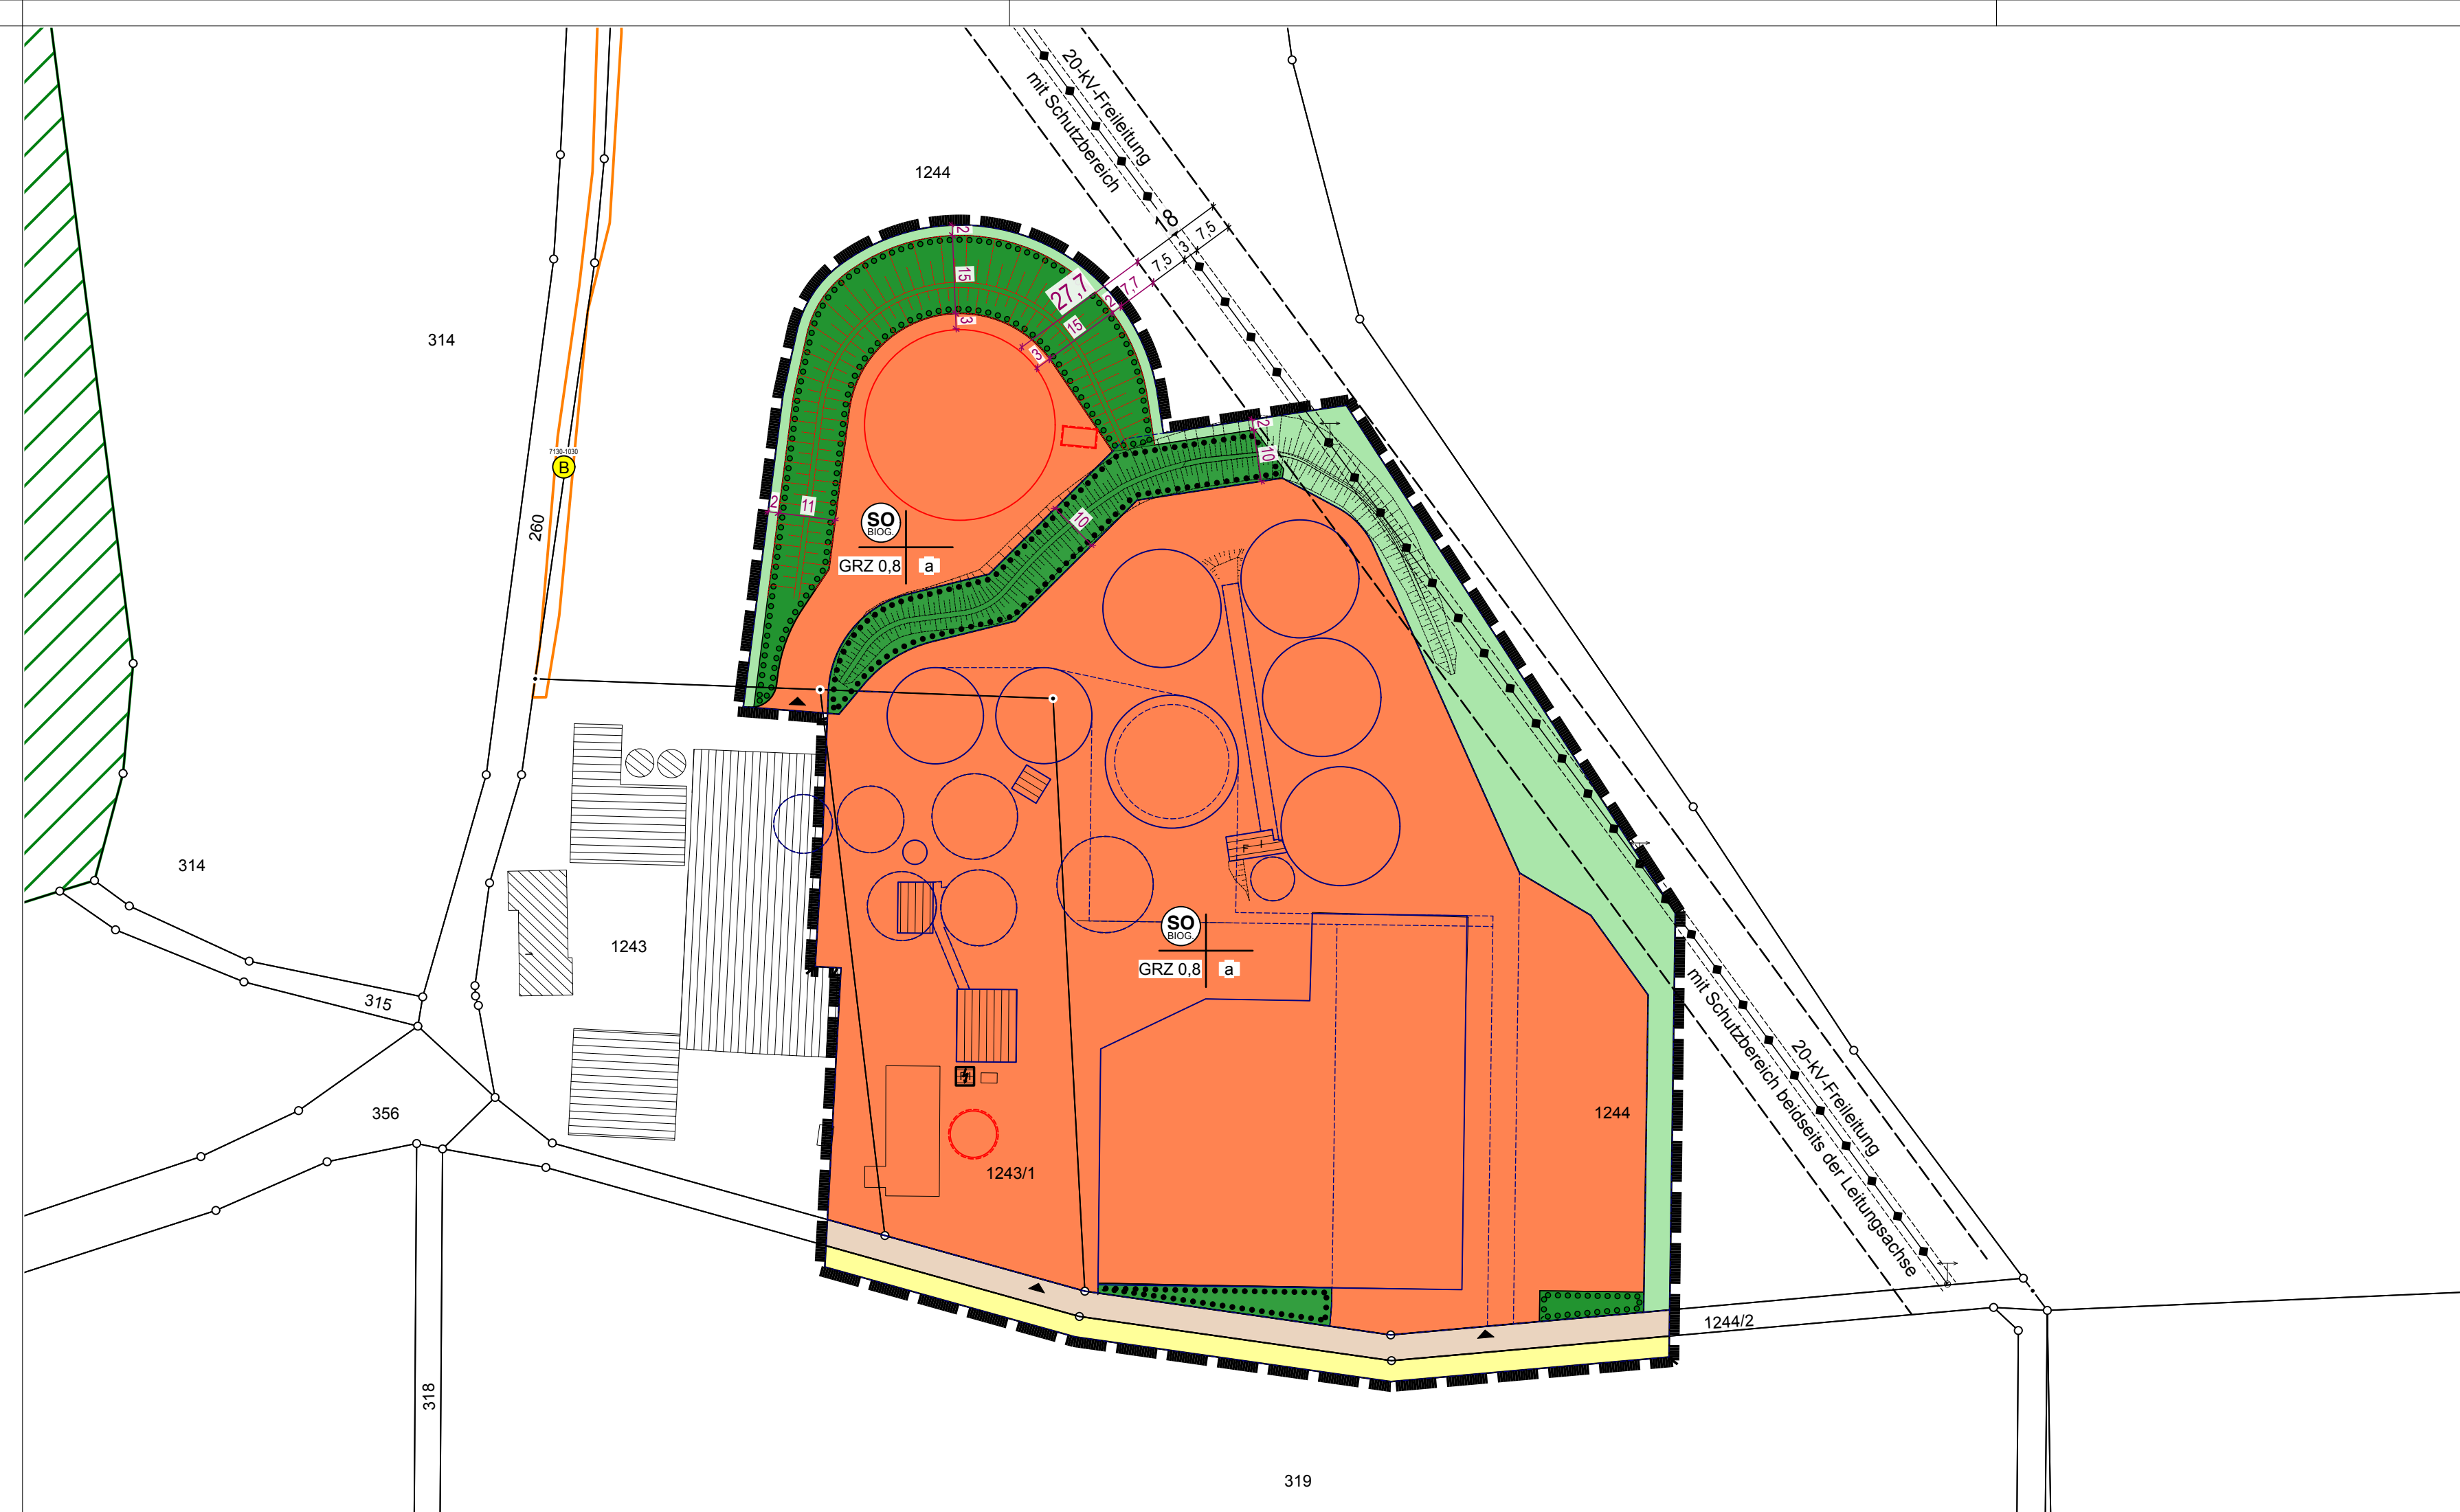 20-kV-Freileitung
mit Schutzbereich
1244
18
7,5
3
7,5
2
15
3
27,7
7,7
2
15
3
314
7130-1030
B
260
2
11
2
10
10
SO
BIOG.
GRZ 0,8
a
314
1243
F
SO
BIOG.
GRZ 0,8
a
315
356
1243/1
1244
20-kV-Freileitung
mit Schutzbereich beidseits der Leitungsachse
1244/2
318
319